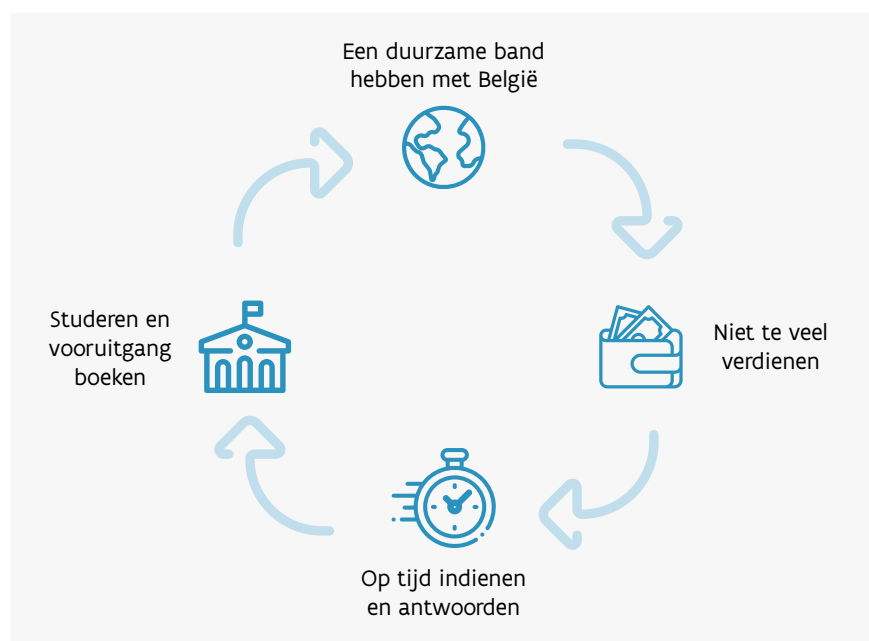 Een duurzame band
hebben met België
Niet te veel
verdienen
Op tijd indienen
en antwoorden
Studeren en
vooruitgang
boeken